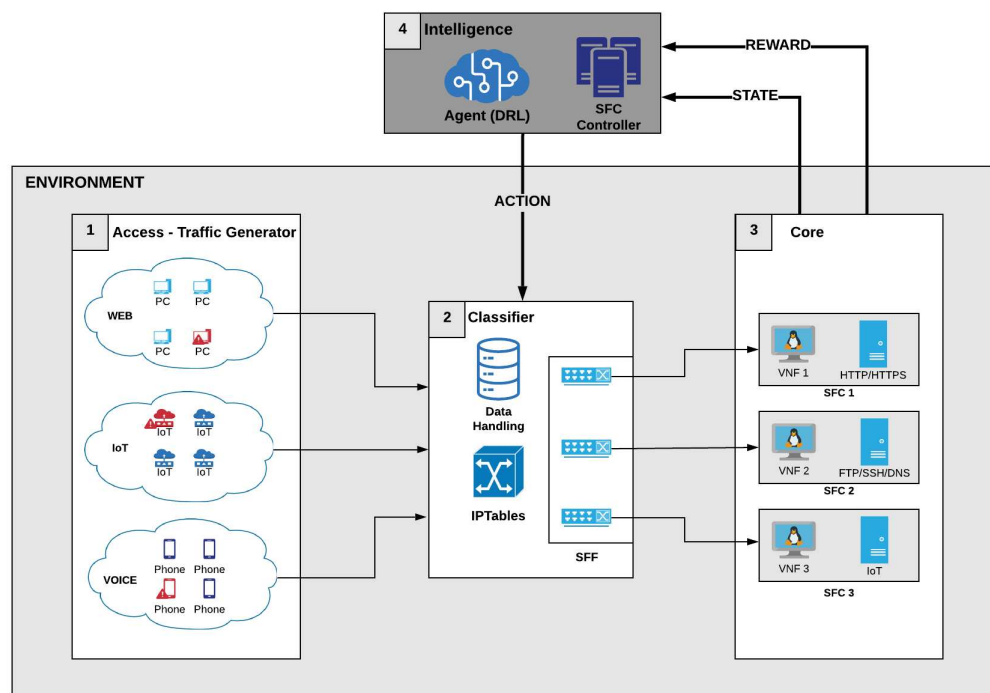 4
Intelligence
Agent (DRL)
SFC
Controller
REWARD
STATE
ENVIRONMENT
ACTION
1
Access - Traffic Generator
WEB
PC
PC
PC
PC
IoT
IoT
IoT
IoT
IoT
VOICE
Phone
Phone
Phone
Phone
2
Classifier
Data
Handling
IPTables
SFF
3
Core
VNF 1
HTTP/HTTPS
SFC 1
VNF 2
FTP/SSH/DNS
SFC 2
VNF 3
IoT
SFC 3